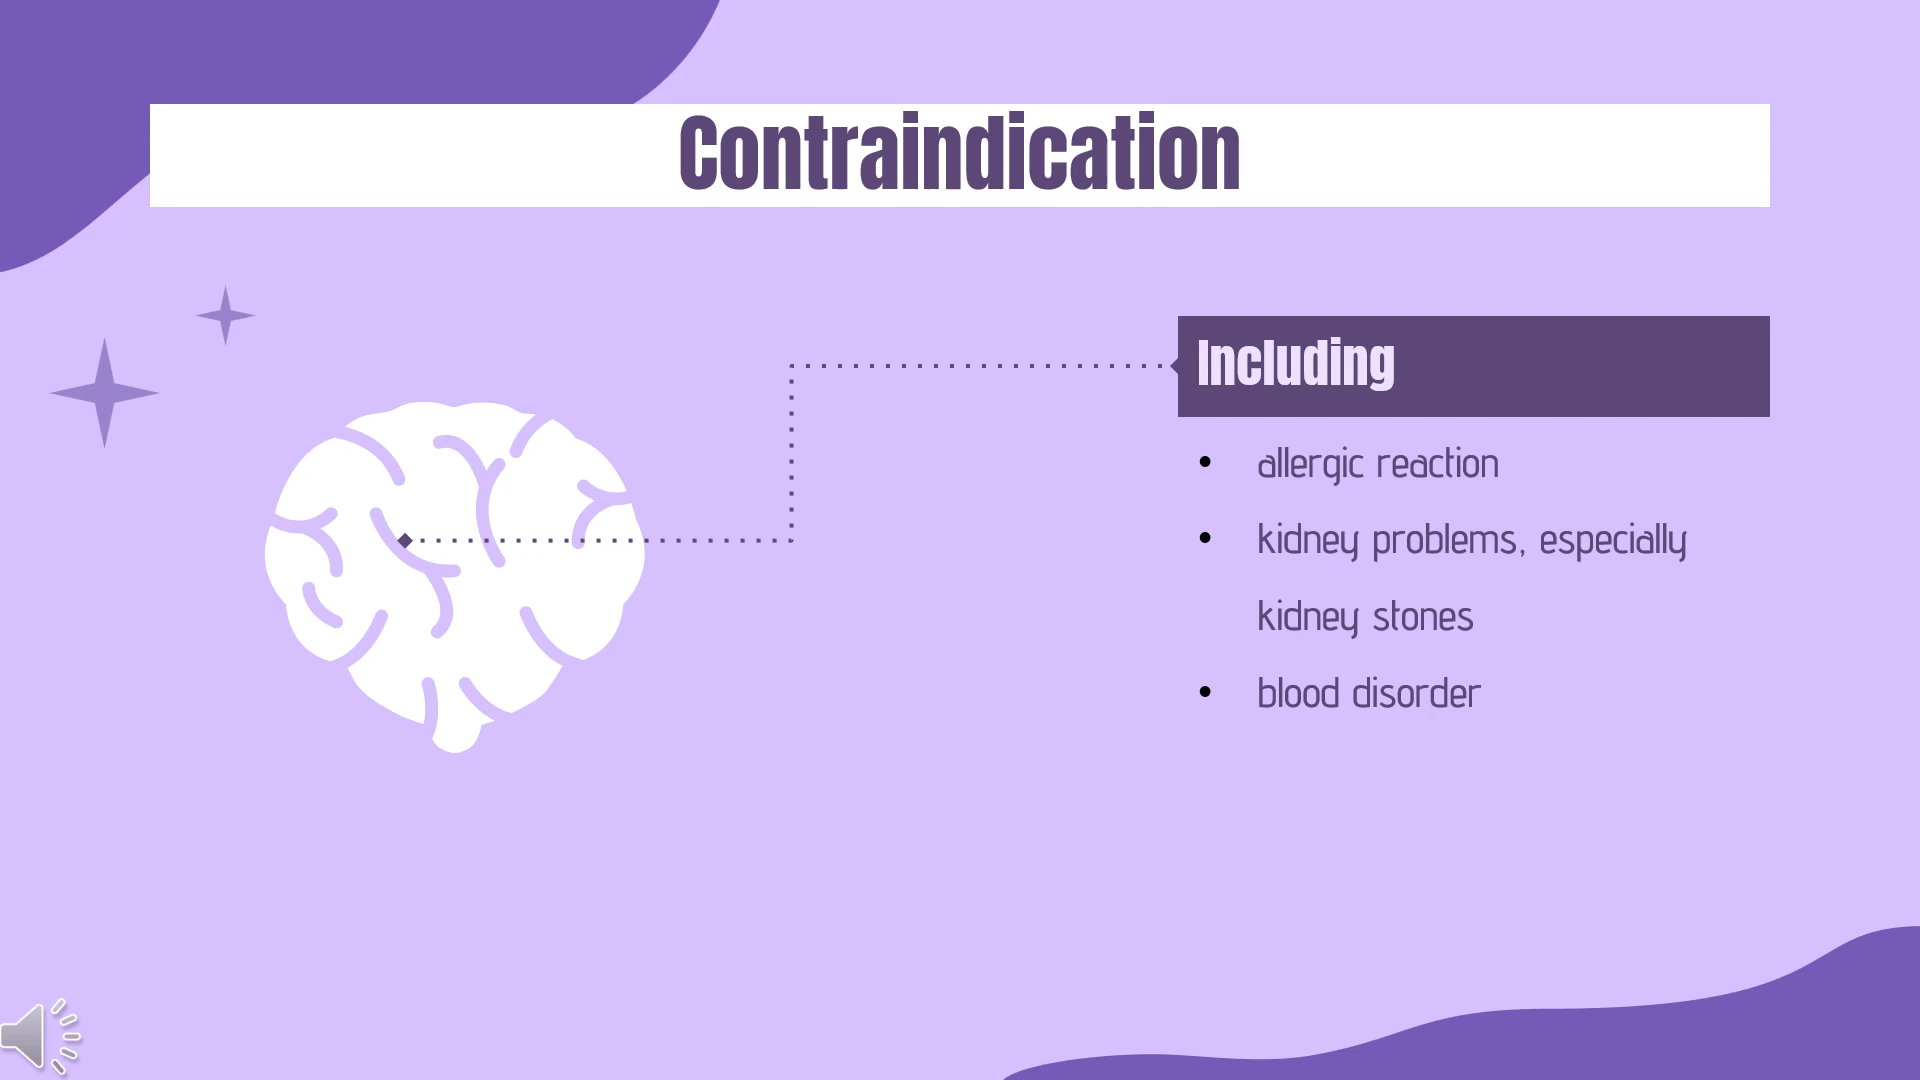 Contraindication
Including
• allergic reaction
• kidney problems, especially
kidney stones
• blood disorder